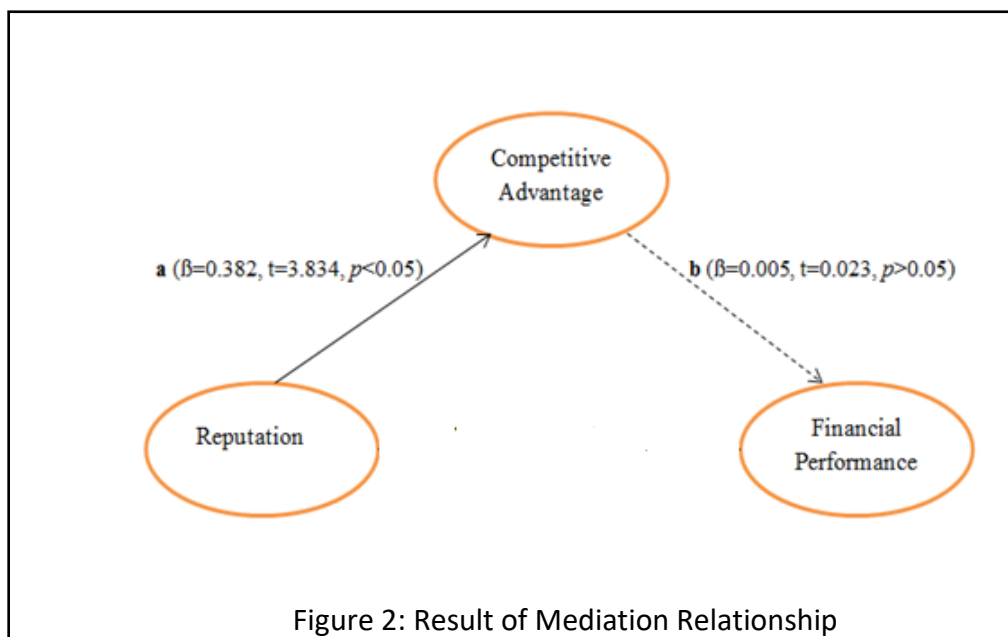 Competitive
Advantage
a (ß=0.382, t=3.834, p<0.05)
b (ß=0.005, t=0.023, p>0.05)
Reputation
Financial
Performance
Figure 2: Result of Mediation Relationship